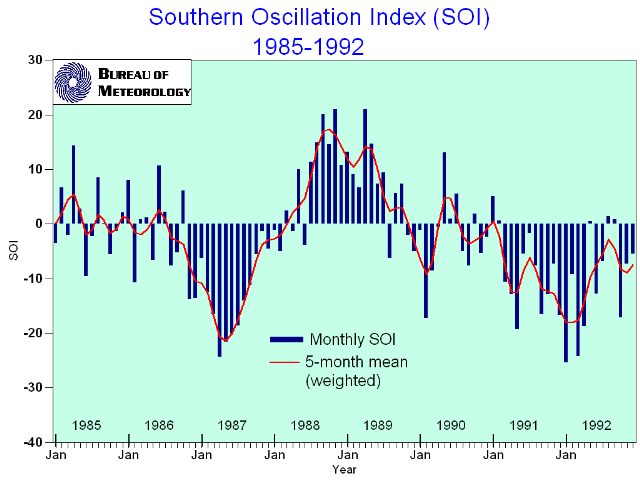 Southern Oscillation Index (SOI)
1985-1992
BUREAU OF
METEOROLOGY
30
20
10
0
-10
-20
-30
-40
SOI
Monthly SOI
5-month mean
(weighted)
1985 1986 1987 1988 1989 1990 1991 1992
Jan Jan Jan Jan Jan Jan Jan Jan
Year